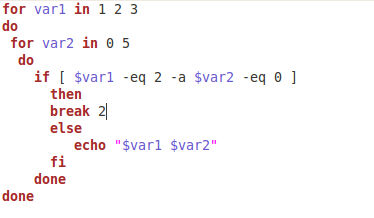 for var1 in 1 2 3
do
 for var2 in 0 5
  do
    if [ $var1 -eq 2 -a $var2 -eq 0 ]
      then
      break 2
      else
         echo "$var1 $var2"
      fi
    done
done